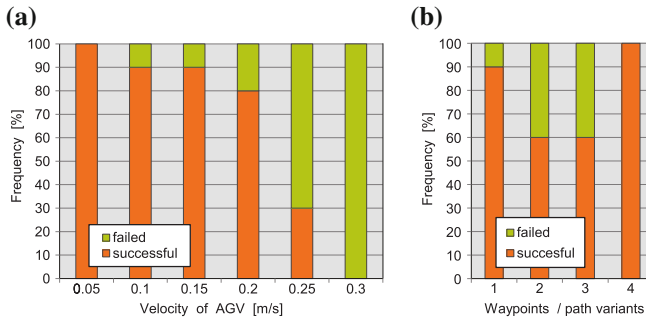 (a)
100
90
80
70
60
50
40
30
20
10
0
Frequency [%]
failed
successful
0.05 0.1 0.15 0.2 0.25 0.3
Velocity of AGV [m/s]
(b)
100
90
80
70
60
50
40
30
20
10
0
Frequency [%]
failed
succesful
1 2 3 4
Waypoints / path variants